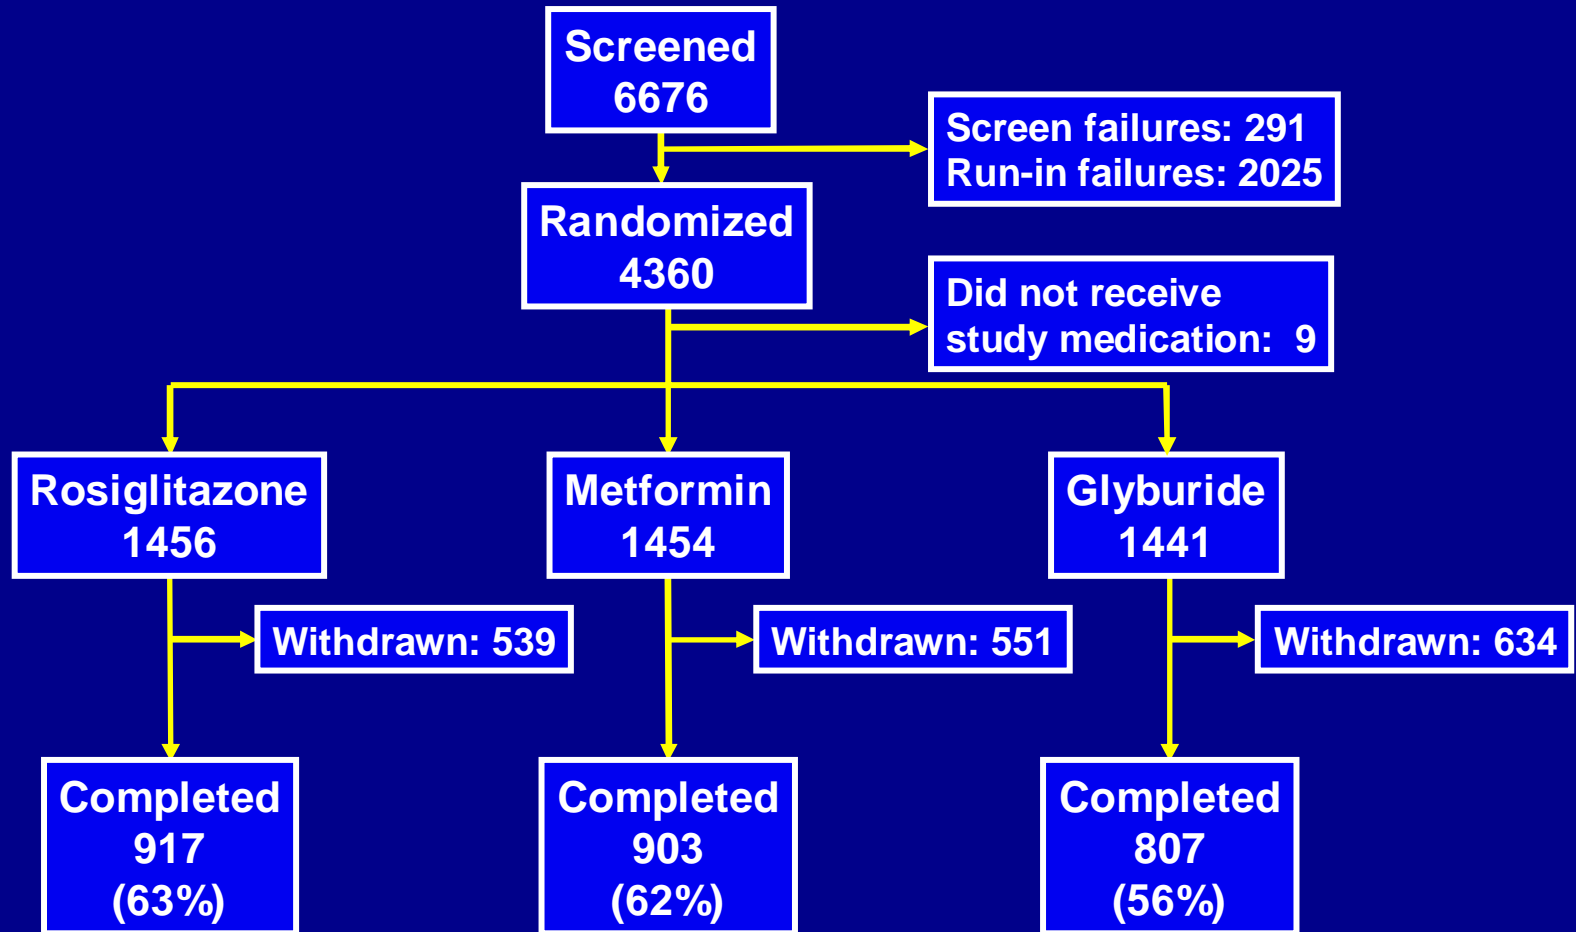 Screened
6676
Screen failures: 291
Run-in failures: 2025
Randomized
4360
Did not receive
study medication: 9
Rosiglitazone
1456
Metformin
1454
Glyburide
1441
Withdrawn: 539
Withdrawn: 551
Withdrawn: 634
Completed
917
(63%)
Completed
903
(62%)
Completed
807
(56%)